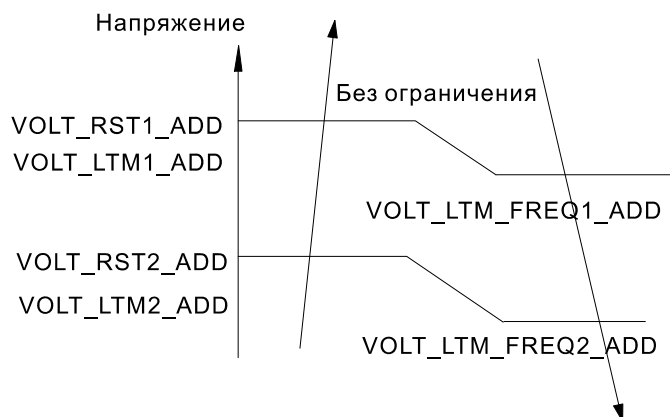 Напряжение
Без ограничения
VOLT_RST1_ADD
VOLT_LTM1_ADD
VOLT_LTM_FREQ1_ADD
VOLT_RST2_ADD
VOLT_LTM2_ADD
VOLT_LTM_FREQ2_ADD